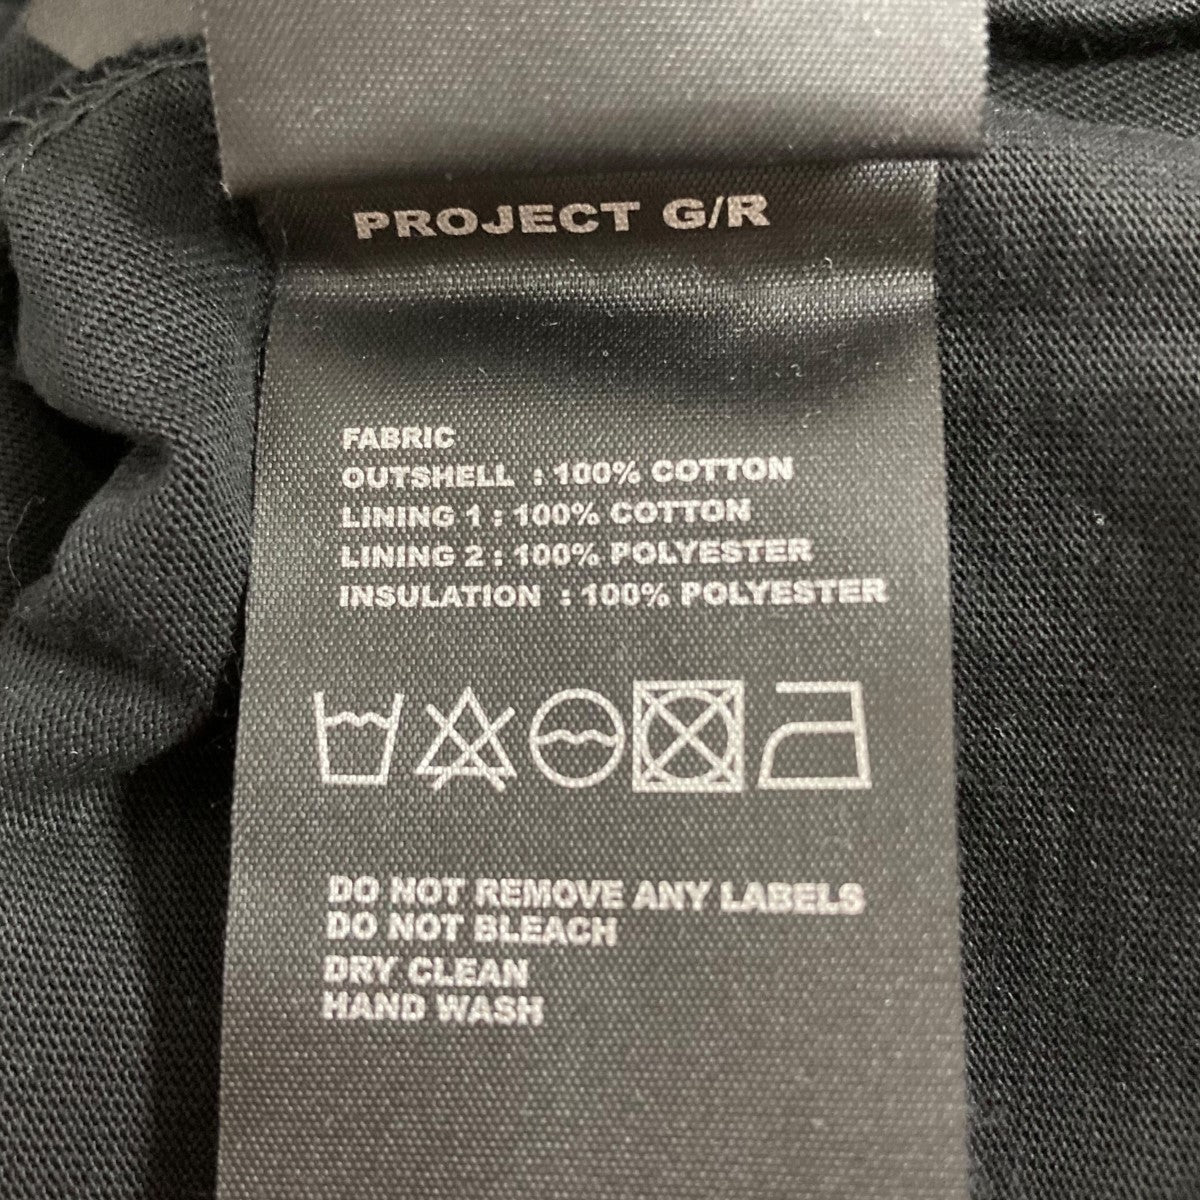 PROJECT G/R
FABRIC
OUTSHELL : 100% COTTON
LINING 1 : 100% COTTON
LINING 2 : 100% POLYESTER
INSULATION : 100% POLYESTER
DO NOT REMOVE ANY LABELS
DO NOT BLEACH
DRY CLEAN
HAND WASH